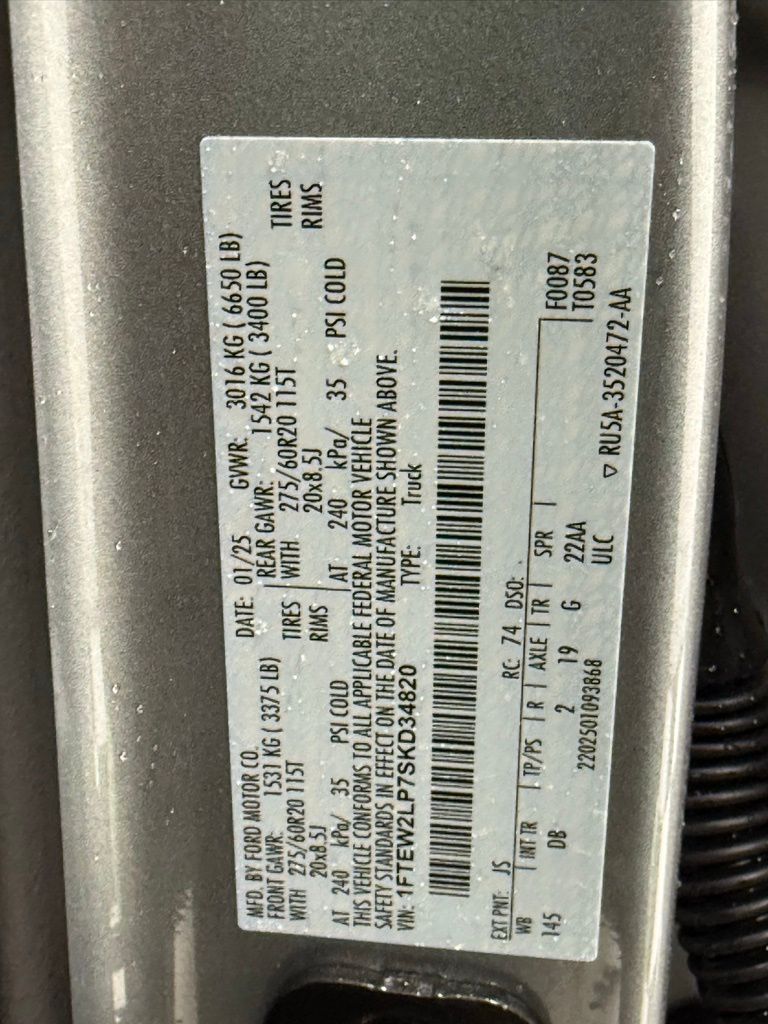 MFD. BY FORD MOTOR CO. DATE: 01/25 GVWR: 3016 KG ( 6650 LB)
FRONT GAWR: 1531 KG ( 3375 LB) REAR GAWR: 1542 KG ( 3400 LB)
WITH 275/60R20 115T TIRES WITH 275/60R20 115T TIRES
20x8.5J RIMS 20x8.5J RIMS
AT 240 kPa/ 35 PSI COLD AT 240 kPa/ 35 PSI COLD
THIS VEHICLE CONFORMS TO ALL APPLICABLE FEDERAL MOTOR VEHICLE
SAFETY STANDARDS IN EFFECT ON THE DATE OF MANUFACTURE SHOWN ABOVE.
VIN: 1FTEW2LP7SKD34820 TYPE: Truck
EXT PNT: JS RC: 74 DSO: F0087
WB INT TR TP/PS R AXLE TR SPR T0583
145 DB 2 19 G 22AA
2202501093868 ULC ▽ RU5A-3520472-AA